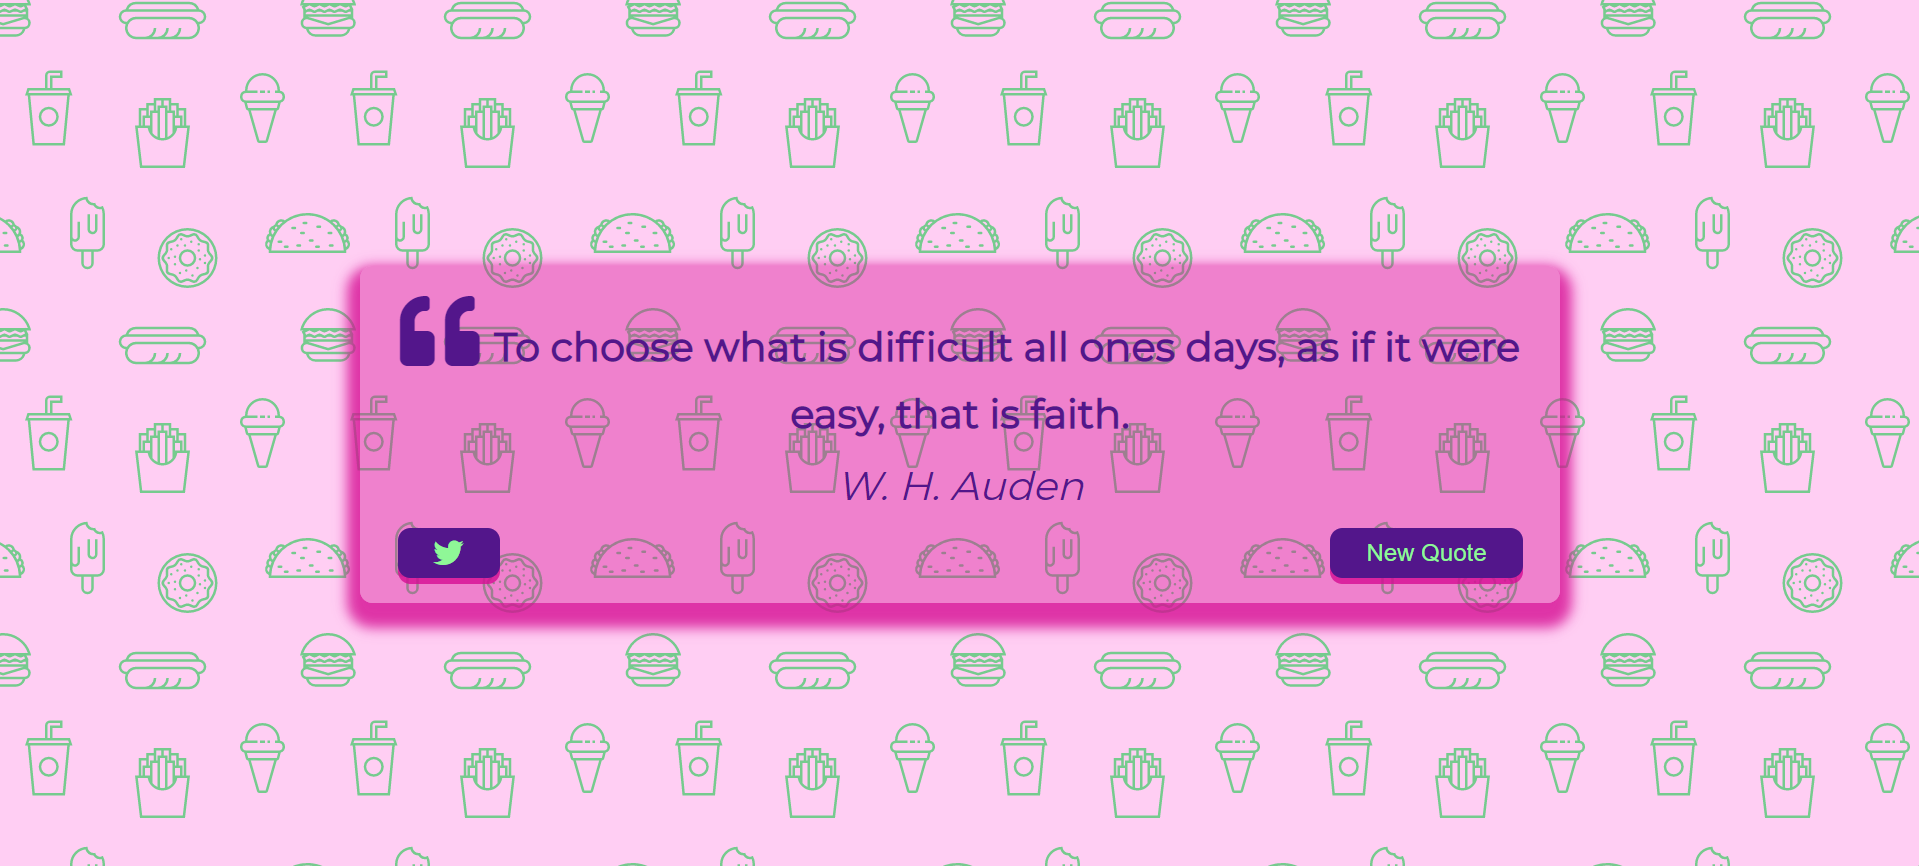 To choose what is difficult all ones days, as if it were
easy, that is faith.
W. H. Auden
New Quote